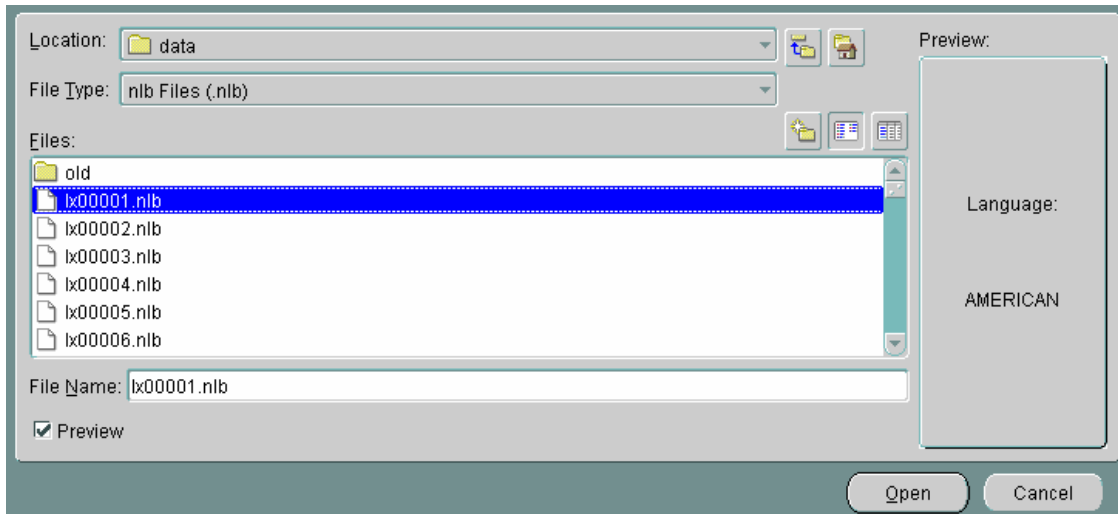 Location: data
Preview:
File Type: nlb Files (.nlb)
Files:
old
lx00001.nlb
lx00002.nlb
lx00003.nlb
lx00004.nlb
lx00005.nlb
lx00006.nlb
Language:
AMERICAN
File Name: lx00001.nlb
Preview
Open Cancel